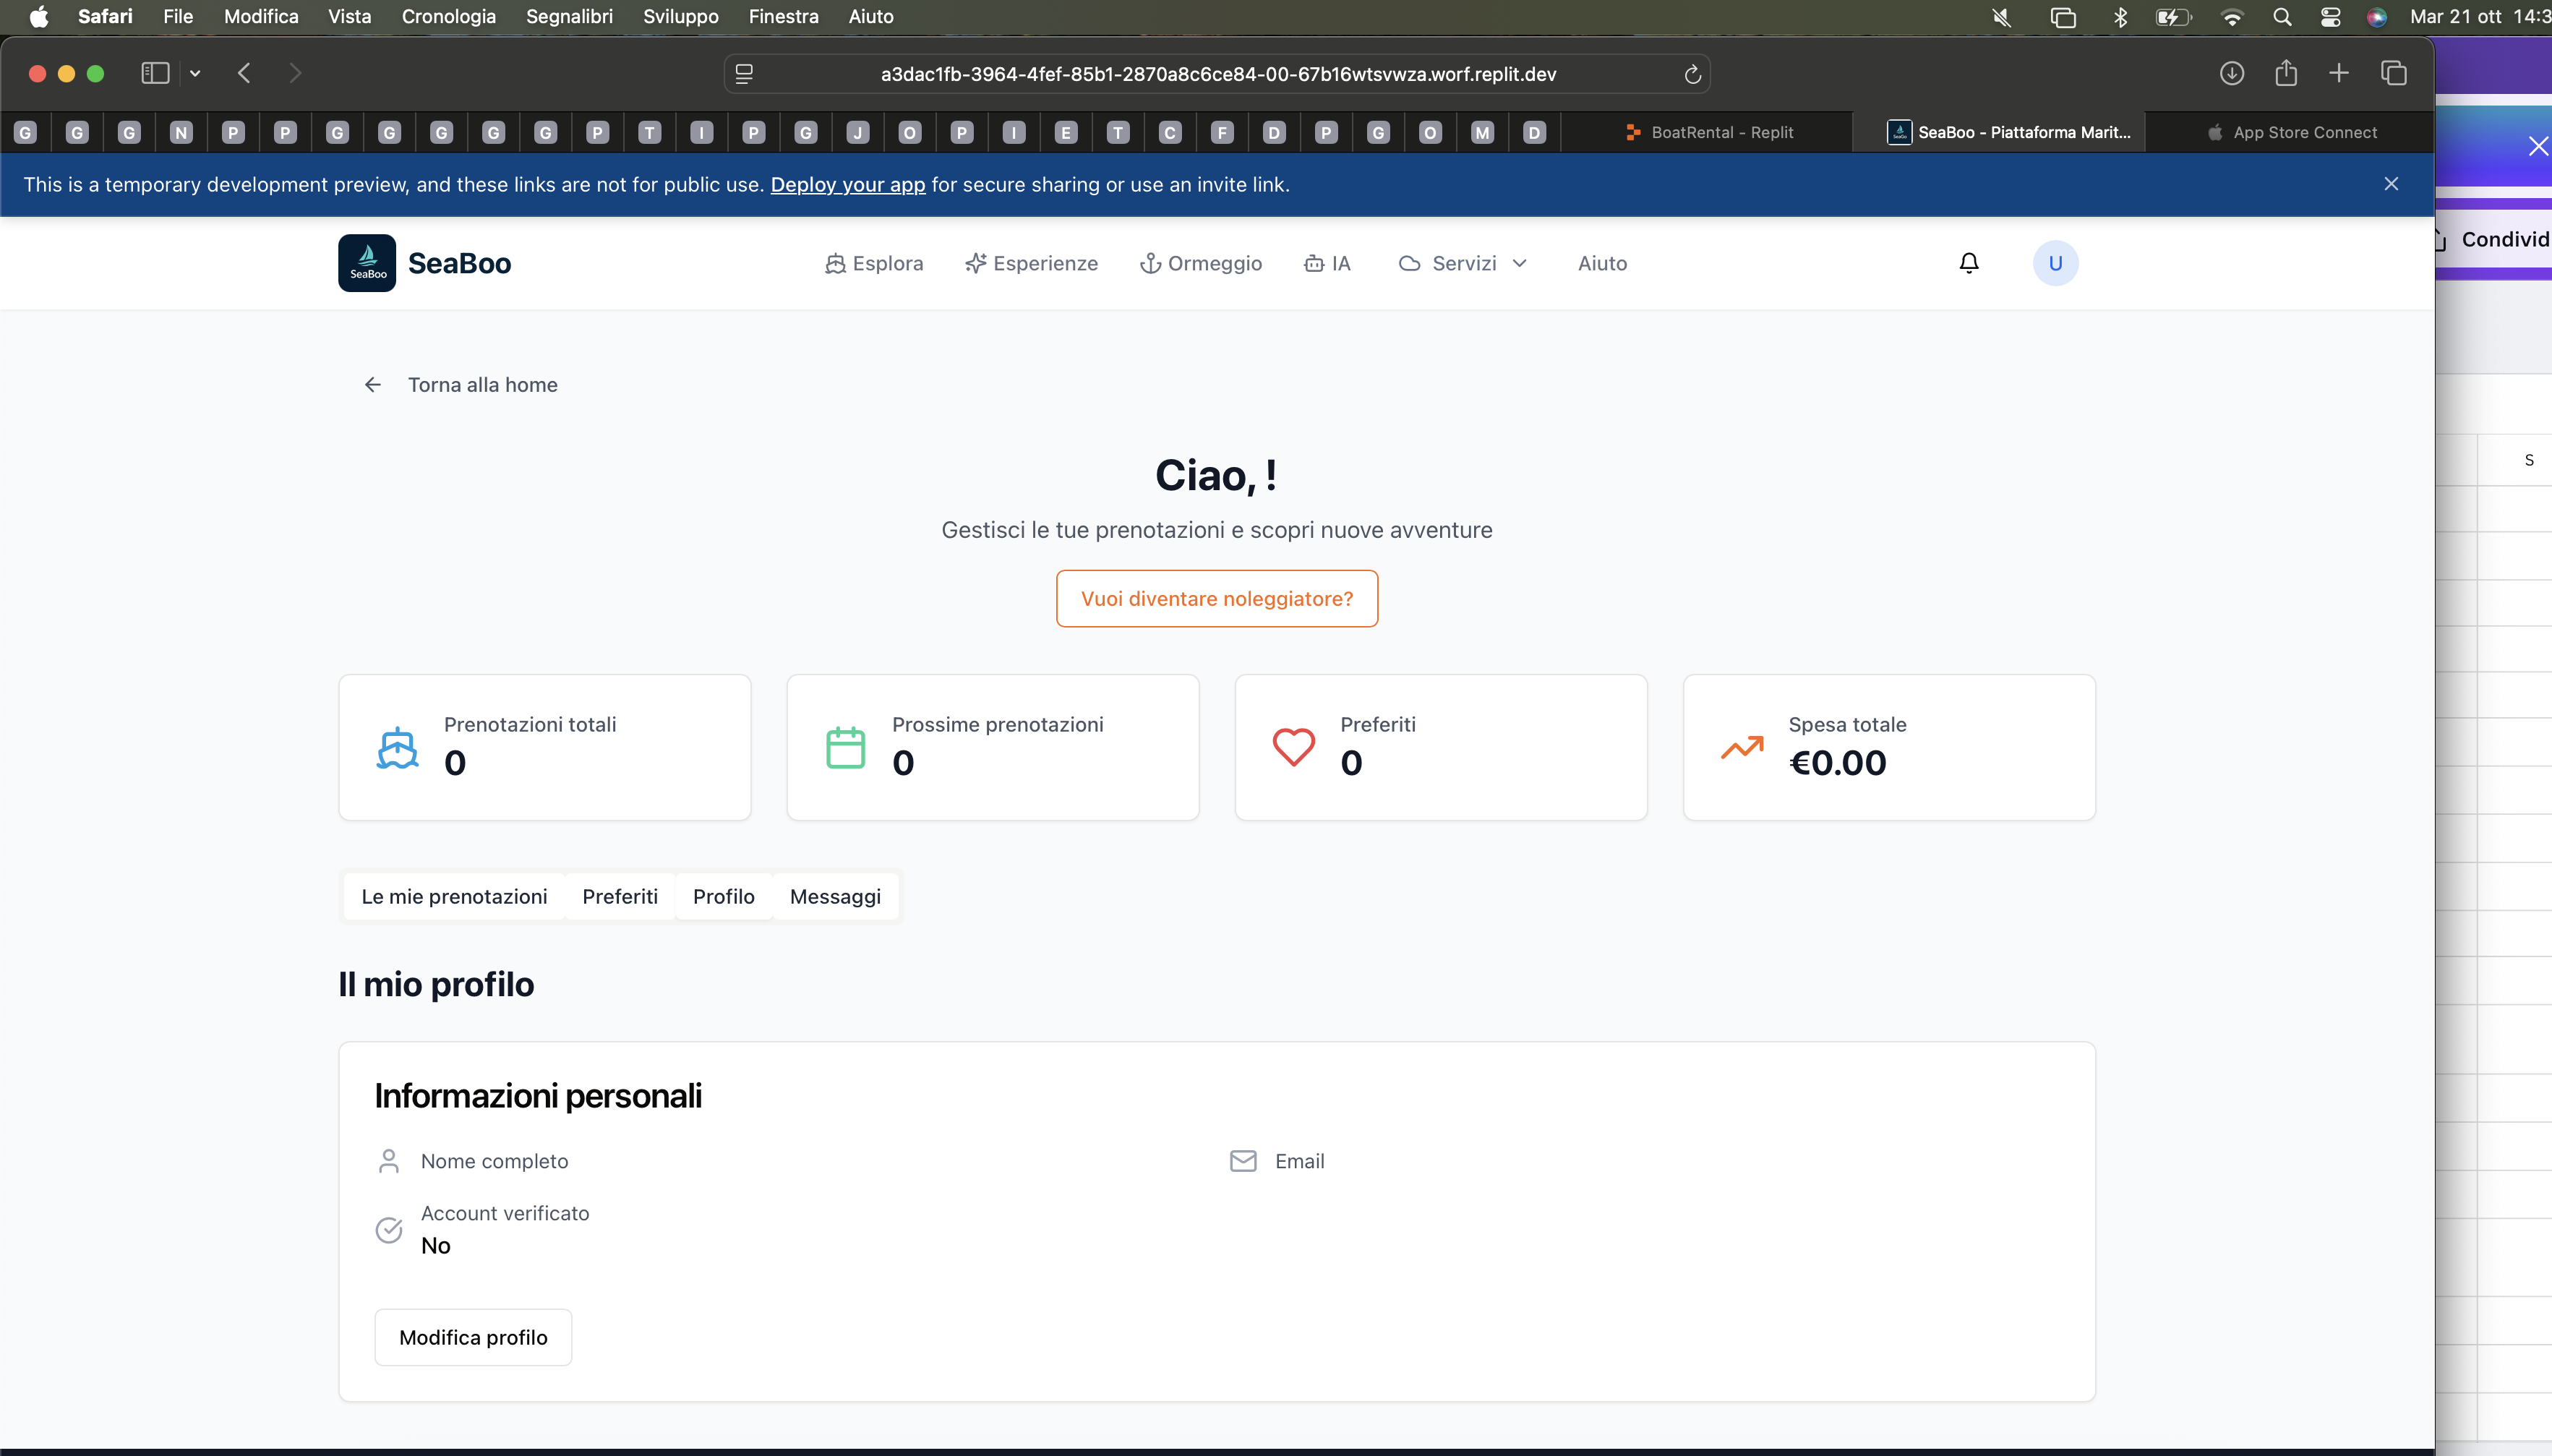 Safari File Modifica Vista Cronologia Segnalibri Sviluppo Finestra Aiuto
Mar 21 ott 14:3
a3dac1fb-3964-4fef-85b1-2870a8c6ce84-00-67b16wtsvwza.worf.replit.dev
G G G N P P G G G G G P T I P G J O P I E T C F D P G O M D BoatRental - Replit SeaBoo - Piattaforma Marit... App Store Connect
This is a temporary development preview, and these links are not for public use. Deploy your app for secure sharing or use an invite link.
SeaBoo SeaBoo Esplora Esperienze Ormeggio IA Servizi Aiuto U
Condivid
Torna alla home
S
Ciao, !
Gestisci le tue prenotazioni e scopri nuove avventure
Vuoi diventare noleggiatore?
Prenotazioni totali
0
Prossime prenotazioni
0
Preferiti
0
Spesa totale
€0.00
Le mie prenotazioni Preferiti Profilo Messaggi
Il mio profilo
Informazioni personali
Nome completo
Email
Account verificato
No
Modifica profilo